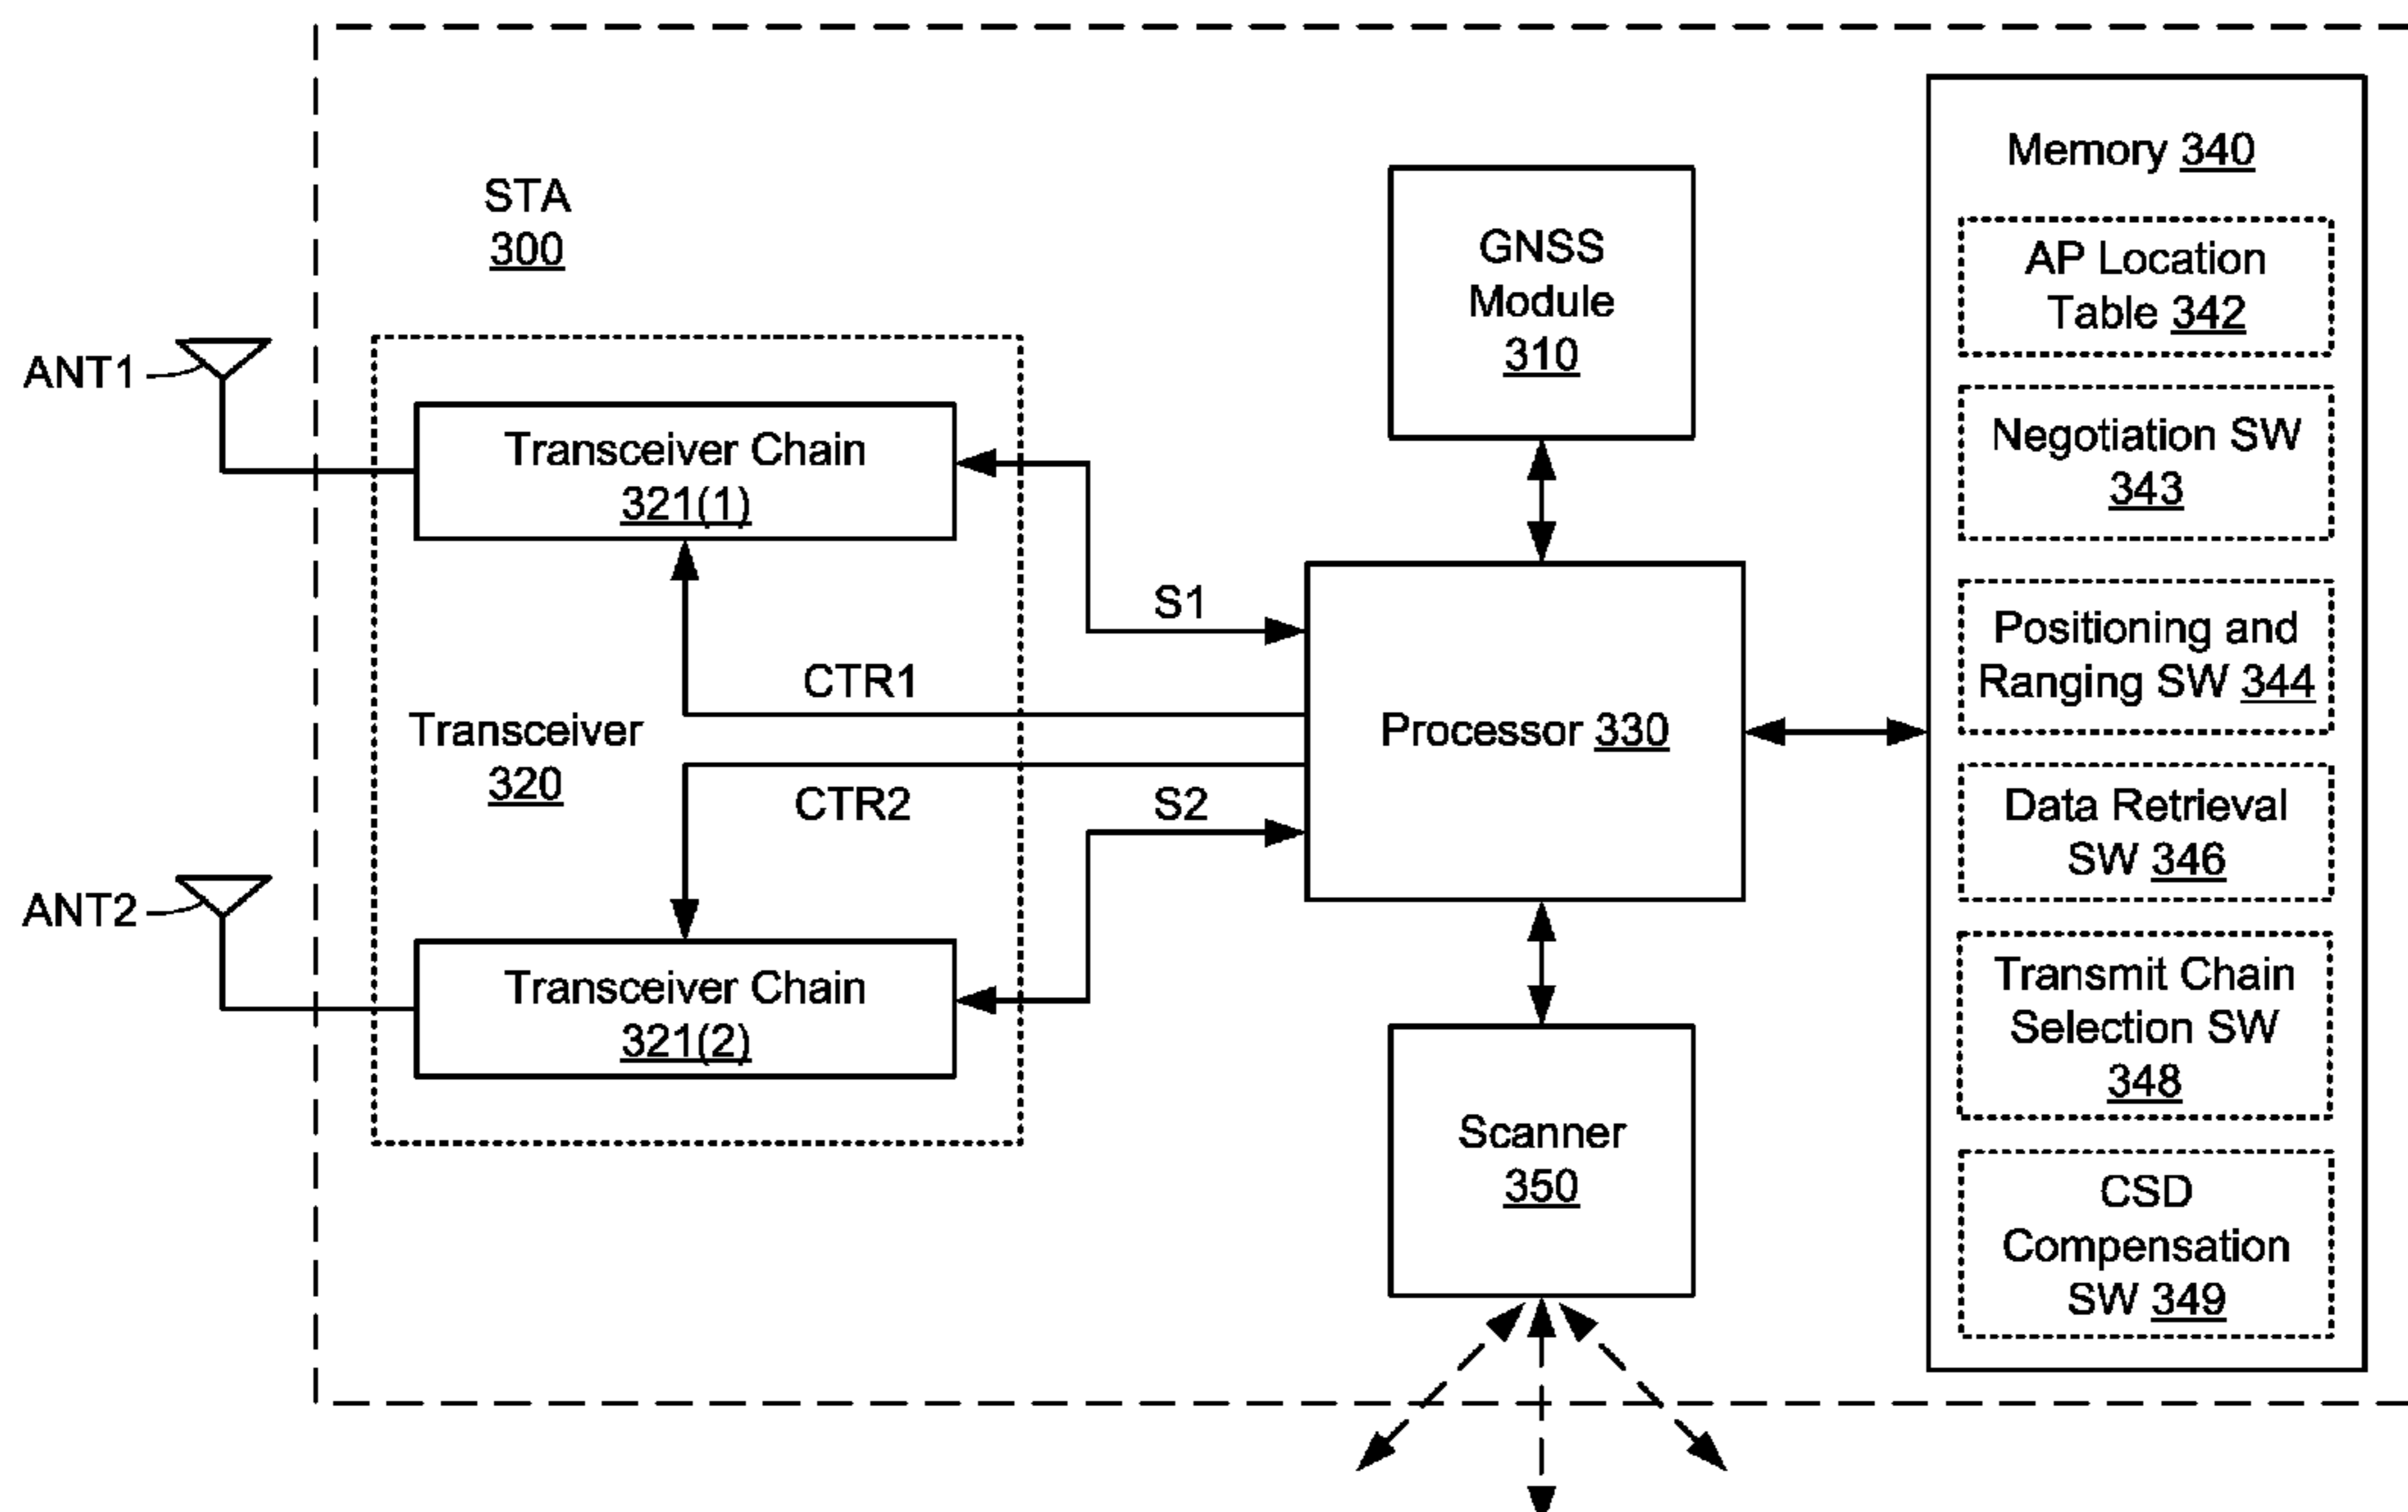 STA
300
ANT1
ANT2
Transceiver Chain
321(1)
Transceiver
320
Transceiver Chain
321(2)
S1
CTR1
CTR2
S2
GNSS
Module
310
Processor 330
Scanner
350
Memory 340
AP Location
Table 342
Negotiation SW
343
Positioning and
Ranging SW 344
Data Retrieval
SW 346
Transmit Chain
Selection SW
348
CSD
Compensation
SW 349